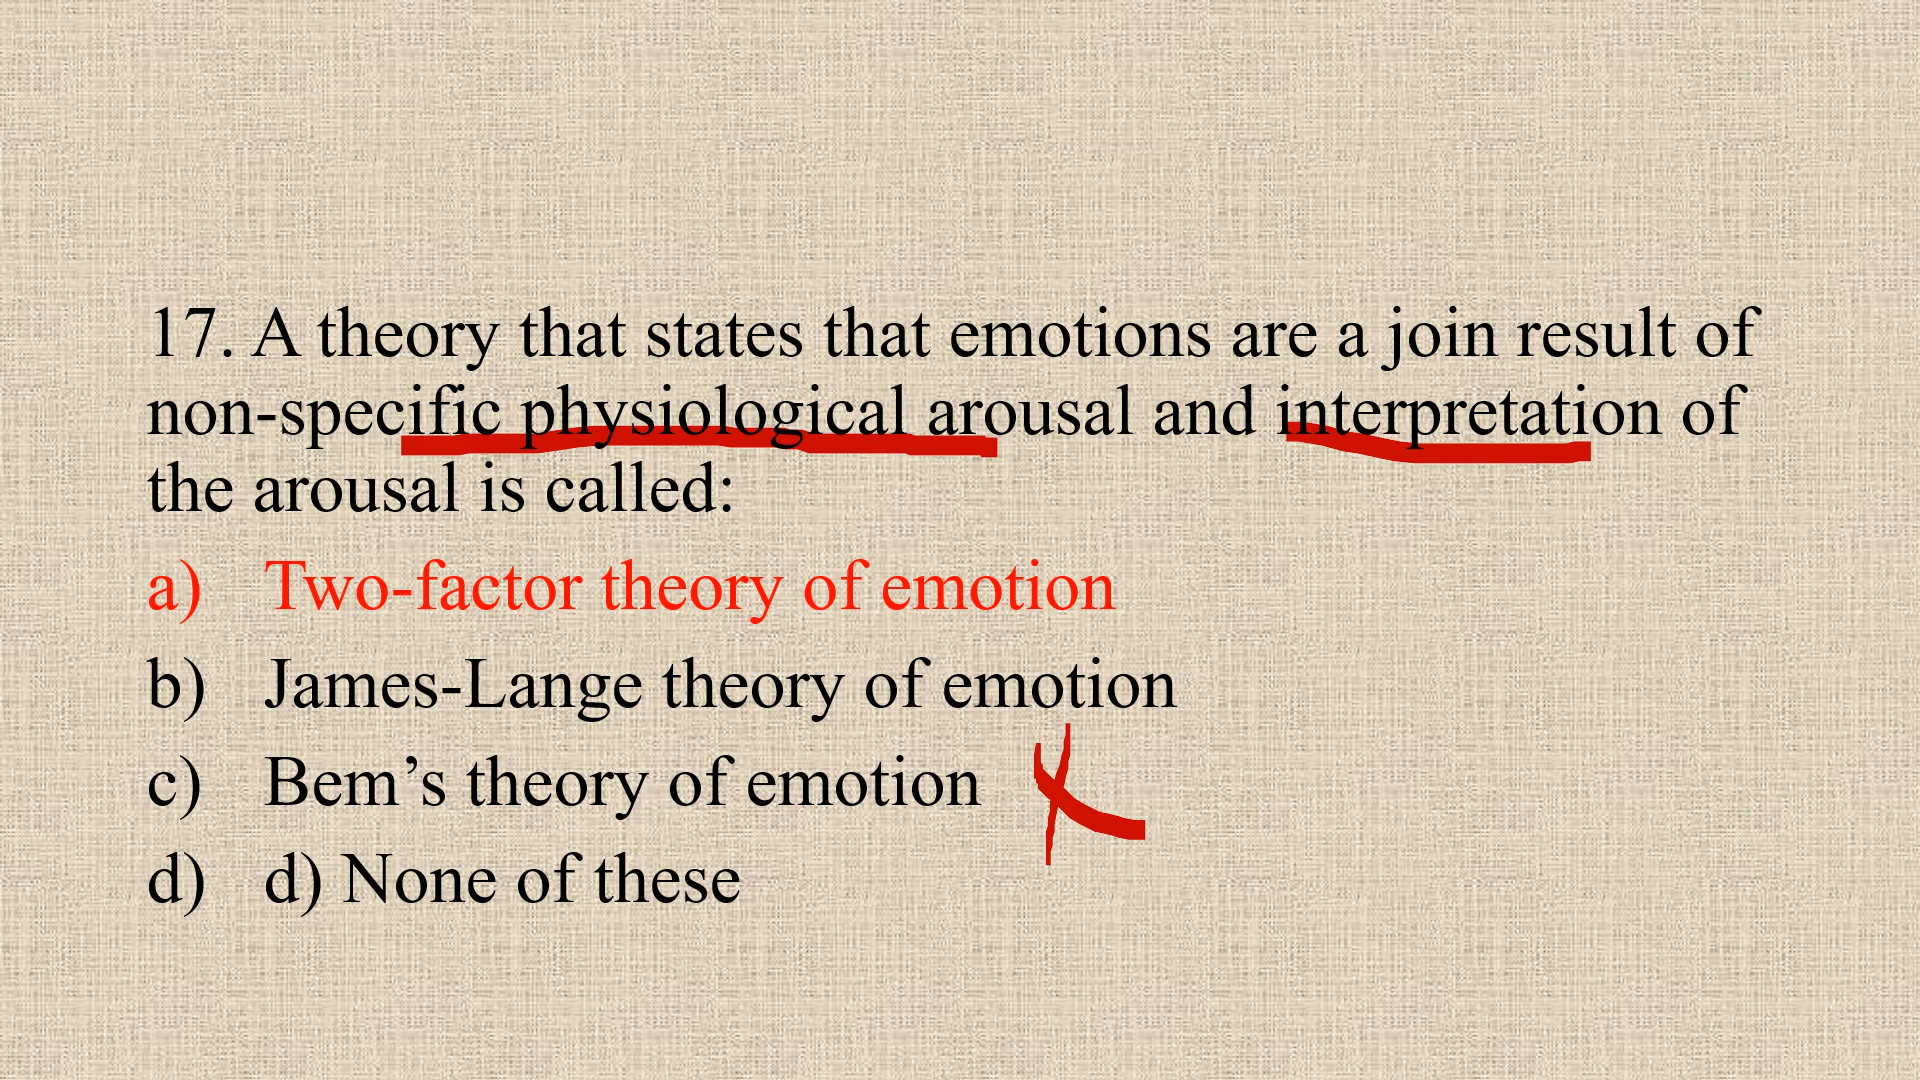 17. A theory that states that emotions are a join result of
non-specific physiological arousal and interpretation of
the arousal is called:
a) Two-factor theory of emotion
b) James-Lange theory of emotion
c) Bem’s theory of emotion
d) d) None of these